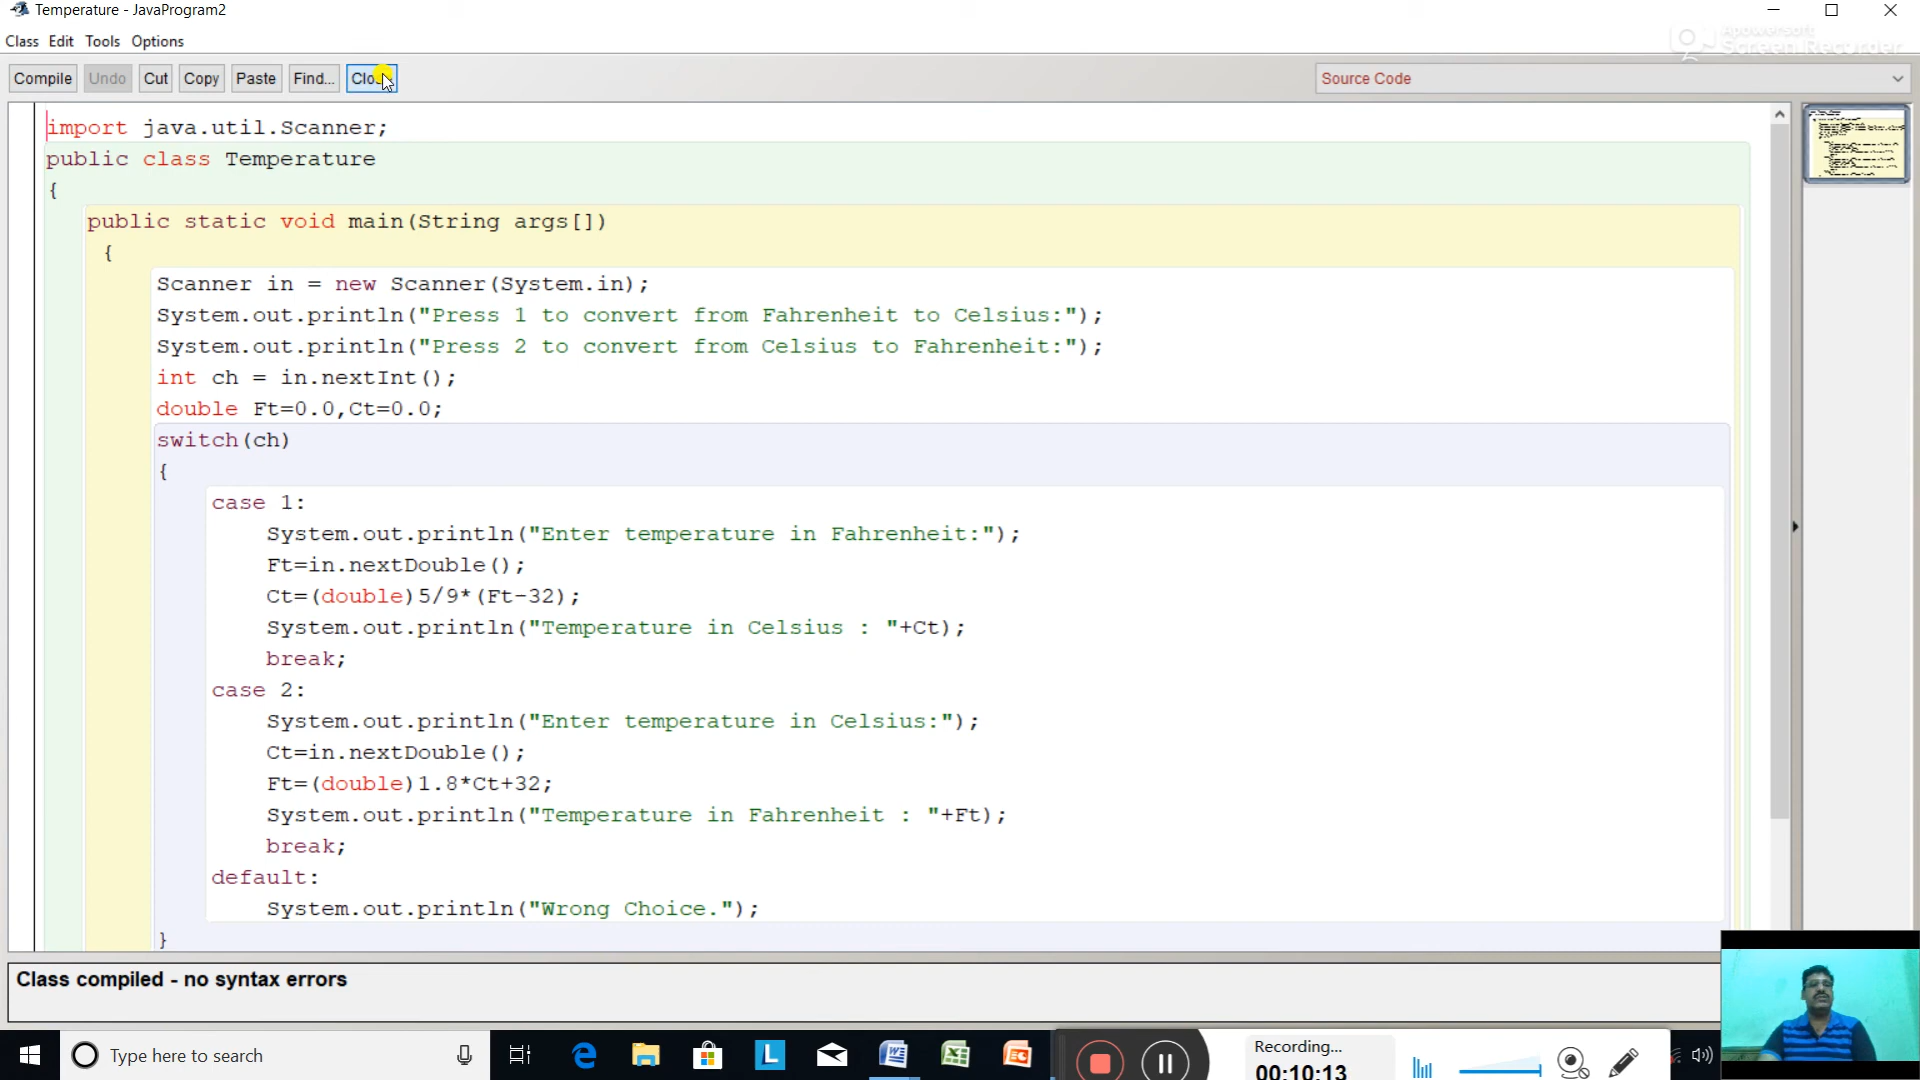 Temperature - JavaProgram2
Class Edit Tools Options
Apowersoft
Screen Recorder
Compile Undo Cut Copy Paste Find... Source Code
import java.util.Scanner;
public class Temperature
{
public static void main(String args[])
{
Scanner in = new Scanner(System.in);
System.out.println("Press 1 to convert from Fahrenheit to Celsius:");
System.out.println("Press 2 to convert from Celsius to Fahrenheit:");
int ch = in.nextInt();
double Ft=0.0,Ct=0.0;
switch(ch)
{
case 1:
System.out.println("Enter temperature in Fahrenheit:");
Ft=in.nextDouble();
Ct=(double)5/9*(Ft-32);
System.out.println("Temperature in Celsius : "+Ct);
break;
case 2:
System.out.println("Enter temperature in Celsius:");
Ct=in.nextDouble();
Ft=(double)1.8*Ct+32;
System.out.println("Temperature in Fahrenheit : "+Ft);
break;
default:
System.out.println("Wrong Choice.");
}
Class compiled - no syntax errors
Type here to search
Recording...
00:10:13